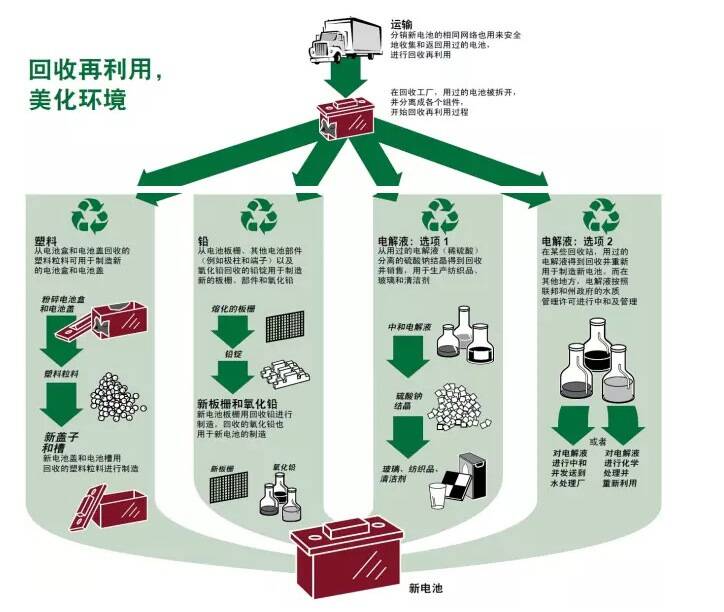 回收再利用，
美化环境
运输
分销新电池的相同网络也用来安全
地收集和返回用过的电池，
进行回收再利用
在回收工厂，用过的电池被拆开，
并分离成各个组件，
开始回收再利用过程
塑料
从电池盒和电池盖回收的
塑料粒料可用于制造新
的电池盒和电池盖
粉碎电池盒
和电池盖
塑料粒料
新盖子
和槽
新电池盖和电池槽用
回收的塑料粒料进行制造
铅
从电池板栅、其他电池部件
（例如极柱和端子）以及
氧化铅回收的铅锭用于制造
新的板栅、部件和氧化铅
熔化的板栅
铅锭
新板栅和氧化铅
新电池板栅用回收铅进行
制造，回收的氧化铅也
用于新电池的制造
新板栅
氧化铅
电解液：选项 1
从用过的电解液（稀硫酸）
分离的硫酸钠结晶得到回收
并销售，用于生产纺织品、
玻璃和清洁剂
中和电解液
硫酸钠
结晶
玻璃、纺织品、
清洁剂
电解液：选项 2
在某些回收站，用过的
电解液得到回收并重新
用于制造新电池，而在
其他地方，电解液按照
联邦和州政府的水质
管理许可进行中和及管理
或者
对电解液
进行中和
并发送到
水处理厂
对电解液
进行化学
处理并
重新利用
新电池